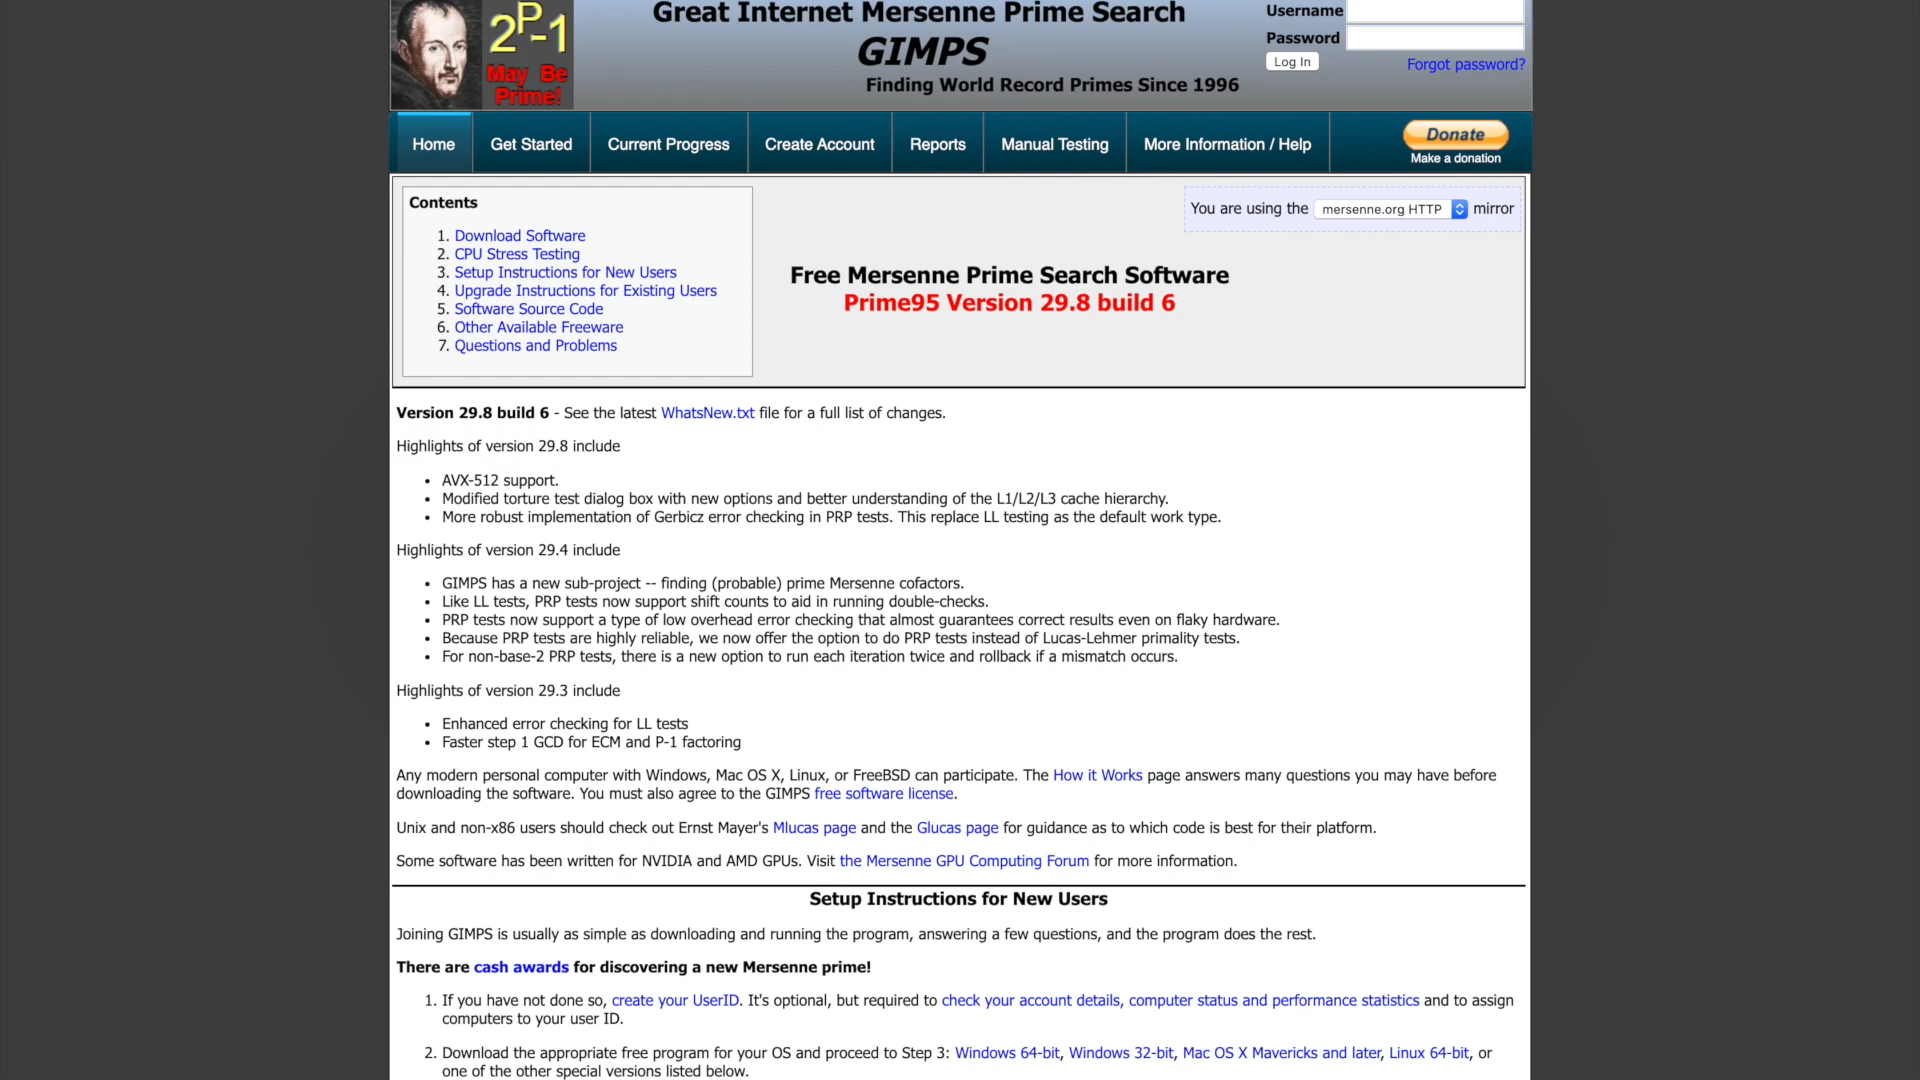 2P-1
May Be
Prime!
Great Internet Mersenne Prime Search
GIMPS
Finding World Record Primes Since 1996
Username
Password
Log In
Forgot password?
Home
Get Started
Current Progress
Create Account
Reports
Manual Testing
More Information / Help
Donate
Make a donation
Contents
1. Download Software
2. CPU Stress Testing
3. Setup Instructions for New Users
4. Upgrade Instructions for Existing Users
5. Software Source Code
6. Other Available Freeware
7. Questions and Problems
You are using the mersenne.org HTTP mirror
Free Mersenne Prime Search Software
Prime95 Version 29.8 build 6
Version 29.8 build 6 - See the latest WhatsNew.txt file for a full list of changes.
Highlights of version 29.8 include
• AVX-512 support.
• Modified torture test dialog box with new options and better understanding of the L1/L2/L3 cache hierarchy.
• More robust implementation of Gerbicz error checking in PRP tests. This replace LL testing as the default work type.
Highlights of version 29.4 include
• GIMPS has a new sub-project -- finding (probable) prime Mersenne cofactors.
• Like LL tests, PRP tests now support shift counts to aid in running double-checks.
• PRP tests now support a type of low overhead error checking that almost guarantees correct results even on flaky hardware.
• Because PRP tests are highly reliable, we now offer the option to do PRP tests instead of Lucas-Lehmer primality tests.
• For non-base-2 PRP tests, there is a new option to run each iteration twice and rollback if a mismatch occurs.
Highlights of version 29.3 include
• Enhanced error checking for LL tests
• Faster step 1 GCD for ECM and P-1 factoring
Any modern personal computer with Windows, Mac OS X, Linux, or FreeBSD can participate. The How it Works page answers many questions you may have before
downloading the software. You must also agree to the GIMPS free software license.
Unix and non-x86 users should check out Ernst Mayer's Mlucas page and the Glucas page for guidance as to which code is best for their platform.
Some software has been written for NVIDIA and AMD GPUs. Visit the Mersenne GPU Computing Forum for more information.
Setup Instructions for New Users
Joining GIMPS is usually as simple as downloading and running the program, answering a few questions, and the program does the rest.
There are cash awards for discovering a new Mersenne prime!
1. If you have not done so, create your UserID. It's optional, but required to check your account details, computer status and performance statistics and to assign
computers to your user ID.
2. Download the appropriate free program for your OS and proceed to Step 3: Windows 64-bit, Windows 32-bit, Mac OS X Mavericks and later, Linux 64-bit, or
one of the other special versions listed below.